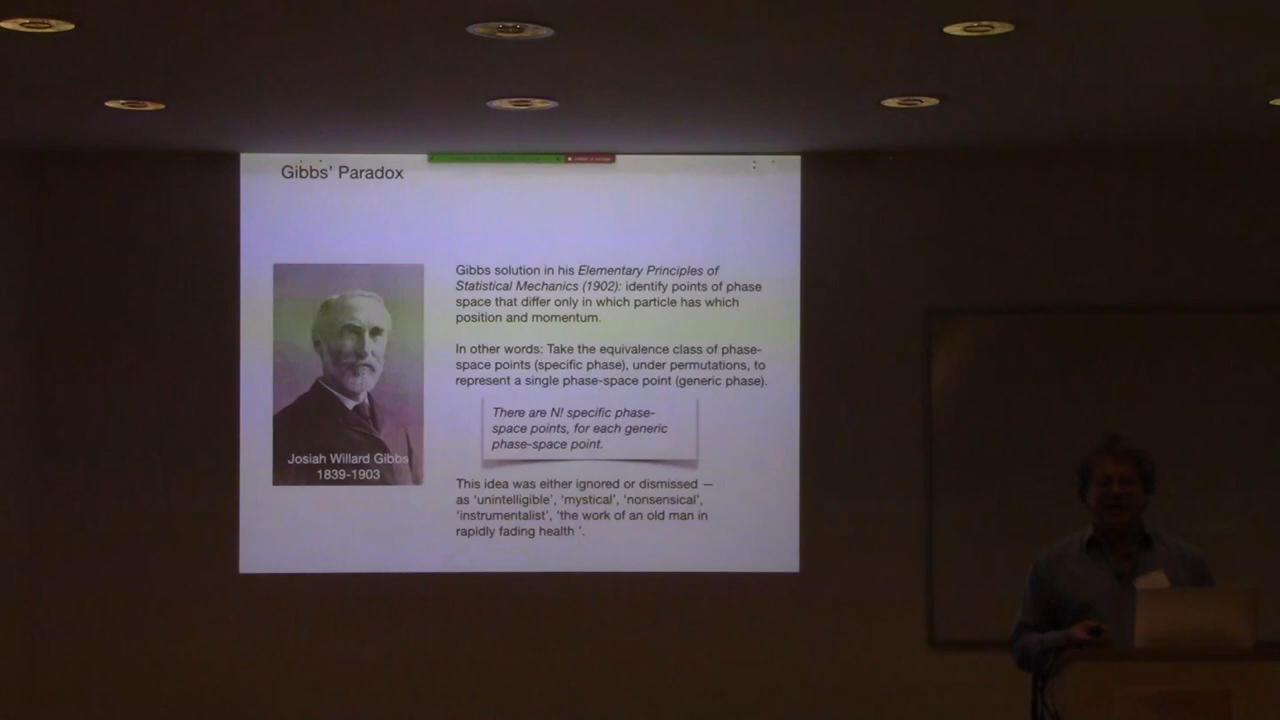 Gibbs' Paradox
Gibbs solution in his Elementary Principles of
Statistical Mechanics (1902): identify points of phase
space that differ only in which particle has which
position and momentum.
In other words: Take the equivalence class of phase-
space points (specific phase), under permutations, to
represent a single phase-space point (generic phase).
There are N! specific phase-
space points, for each generic
phase-space point.
Josiah Willard Gibbs
1839-1903
This idea was either ignored or dismissed —
as 'unintelligible', 'mystical', 'nonsensical',
'instrumentalist', 'the work of an old man in
rapidly fading health '.